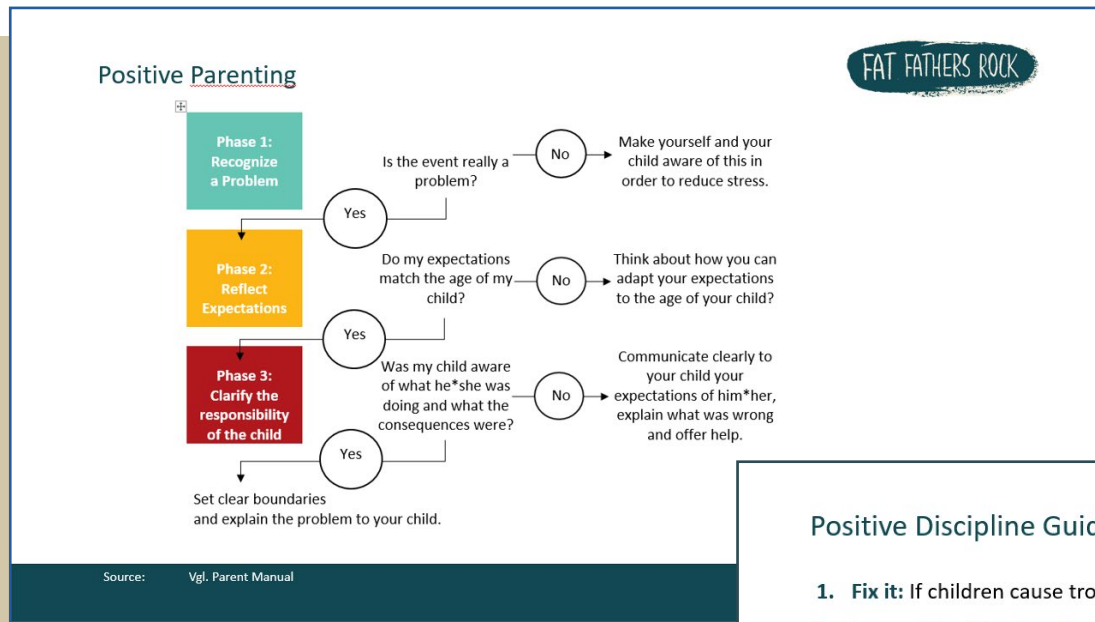 Positive Parenting
FAT FATHERS ROCK
Phase 1:
Recognize
a Problem
Is the event really a
problem?
No
Make yourself and your
child aware of this in
order to reduce stress.
Yes
Phase 2:
Reflect
Expectations
Do my expectations
match the age of my
child?
No
Think about how you can
adapt your expectations
to the age of your child?
Yes
Phase 3:
Clarify the
responsibility
of the child
Was my child aware
of what he*she was
doing and what the
consequences were?
No
Communicate clearly to
your child your
expectations of him*her,
explain what was wrong
and offer help.
Yes
Set clear boundaries
and explain the problem to your child.
Source: Vgl. Parent Manual
Positive Discipline
1. Fix it: If children cause